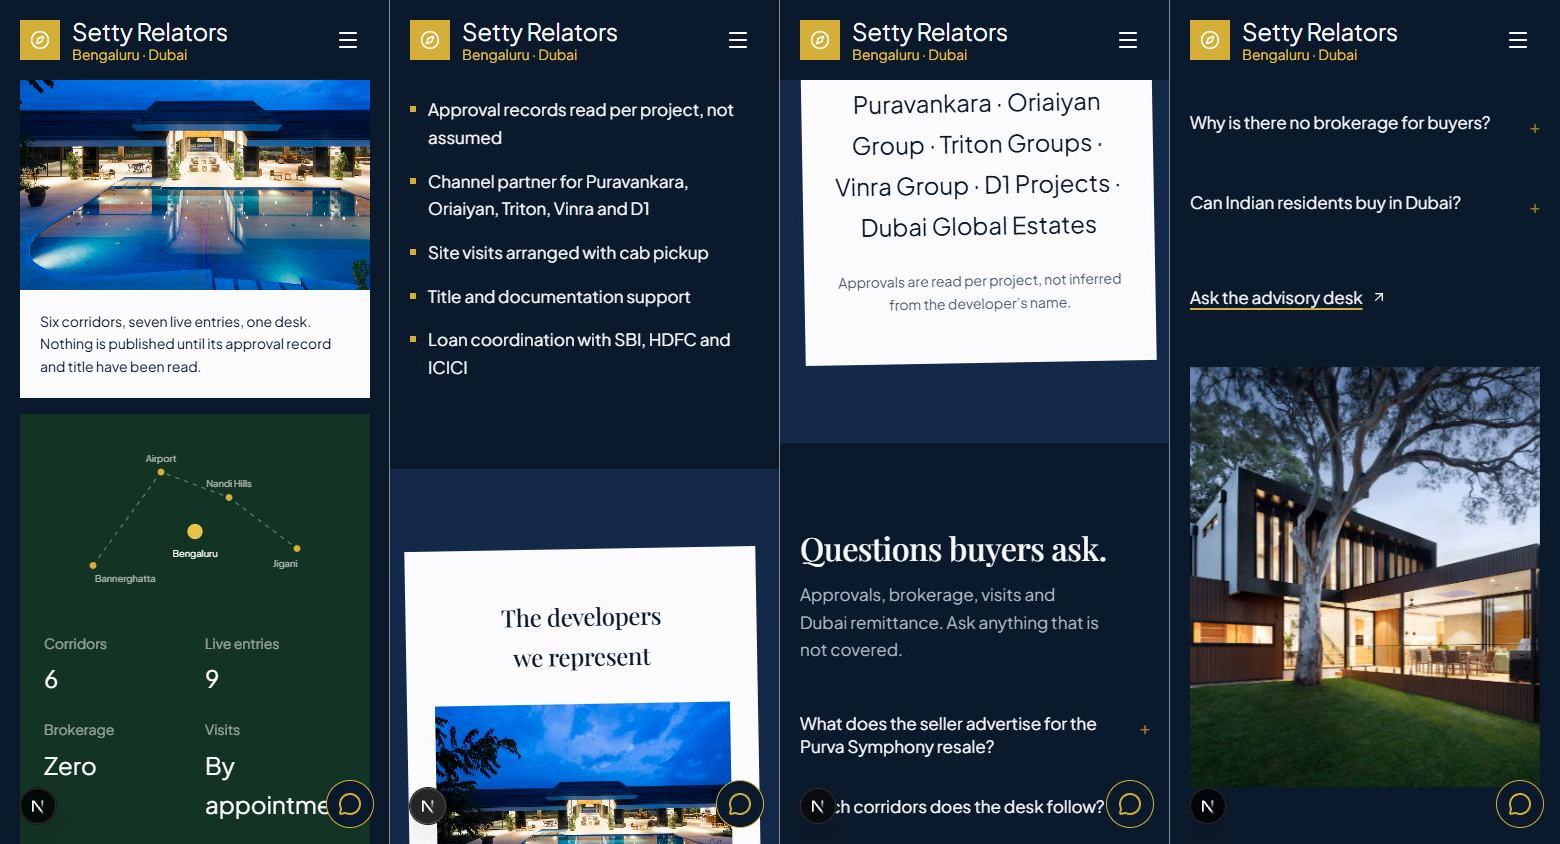 Setty Relators
Bengaluru · Dubai
Six corridors, seven live entries, one desk.
Nothing is published until its approval record
and title have been read.
Airport
Nandi Hills
Bengaluru
Jigani
Bannerghatta
Corridors
Live entries
6
9
Brokerage
Visits
Zero
By
appointme
N
Setty Relators
Bengaluru · Dubai
Approval records read per project, not
assumed
Channel partner for Puravankara,
Oriaiyan, Triton, Vinra and D1
Site visits arranged with cab pickup
Title and documentation support
Loan coordination with SBI, HDFC and
ICICI
The developers
we represent
N
Setty Relators
Bengaluru · Dubai
Puravankara · Oriaiyan
Group · Triton Groups ·
Vinra Group · D1 Projects ·
Dubai Global Estates
Approvals are read per project, not inferred
from the developer's name.
Questions buyers ask.
Approvals, brokerage, visits and
Dubai remittance. Ask anything that is
not covered.
What does the seller advertise for the
Purva Symphony resale?
+
N
ch corridors does the desk follow?
Setty Relators
Bengaluru · Dubai
Why is there no brokerage for buyers?
+
Can Indian residents buy in Dubai?
+
Ask the advisory desk
N